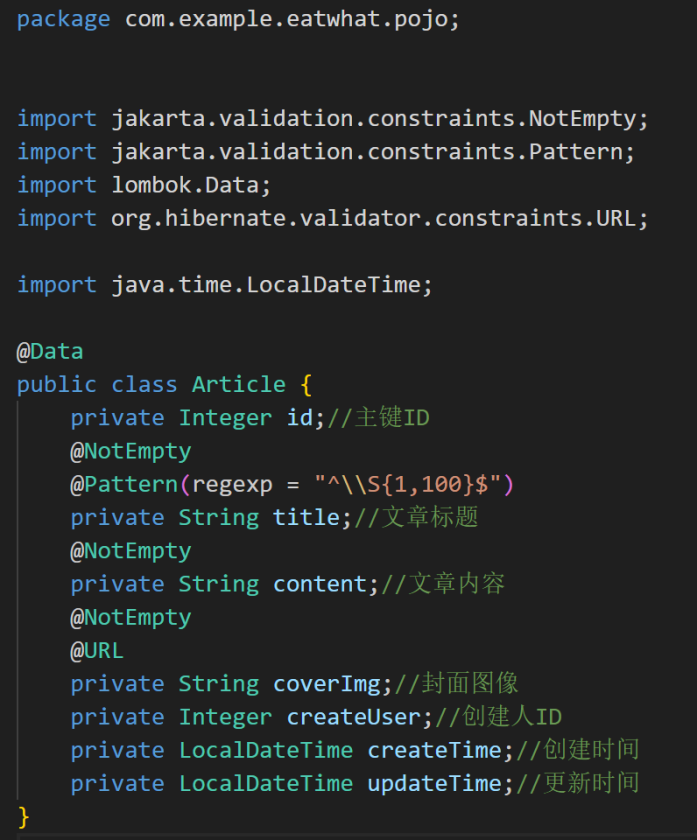 package com.example.eatwhat.pojo;
import jakarta.validation.constraints.NotEmpty;
import jakarta.validation.constraints.Pattern;
import lombok.Data;
import org.hibernate.validator.constraints.URL;
import java.time.LocalDateTime;
@Data
public class Article {
    private Integer id;//主键ID
    @NotEmpty
    @Pattern(regexp = "^\\S{1,100}$")
    private String title;//文章标题
    @NotEmpty
    private String content;//文章内容
    @NotEmpty
    @URL
    private String coverImg;//封面图像
    private Integer createUser;//创建人ID
    private LocalDateTime createTime;//创建时间
    private LocalDateTime updateTime;//更新时间
}